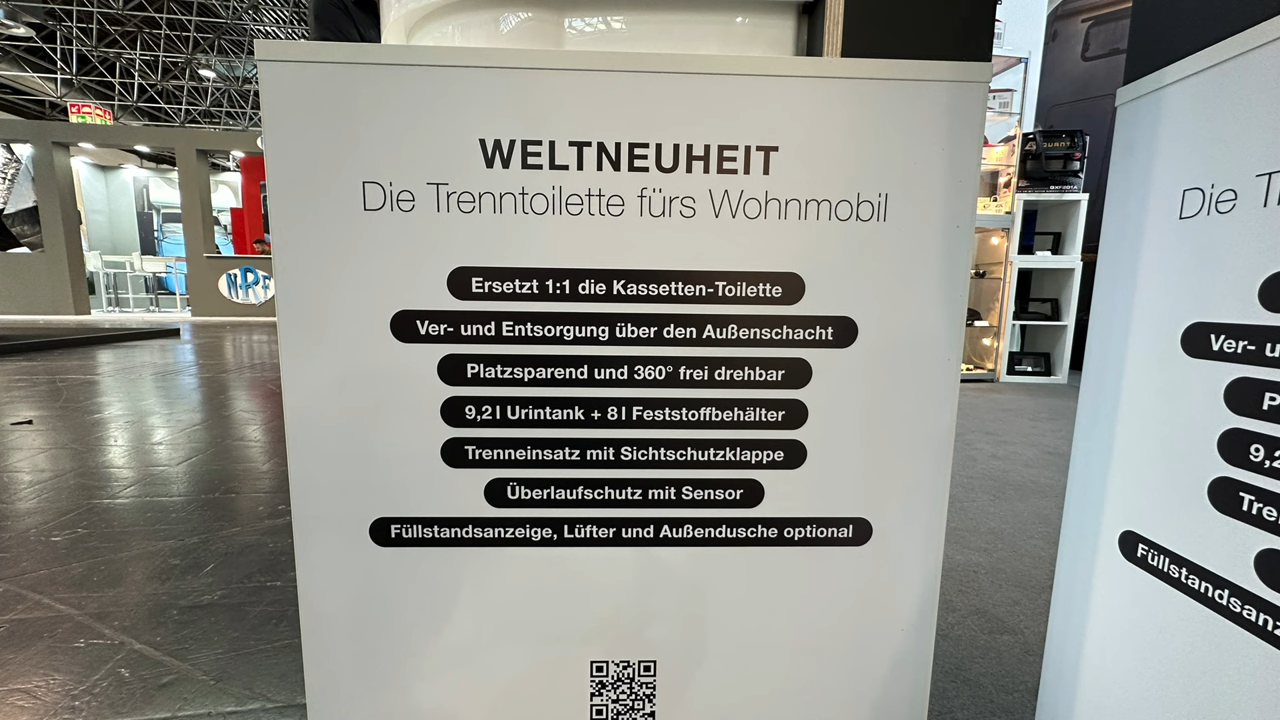 WELTNEUHEIT
Die Trenntoilette fürs Wohnmobil
Ersetzt 1:1 die Kassetten-Toilette
Ver- und Entsorgung über den Außenschacht
Platzsparend und 360° frei drehbar
9,2 l Urintank + 8 l Feststoffbehälter
Trenneinsatz mit Sichtschutzklappe
Überlaufschutz mit Sensor
Füllstandsanzeige, Lüfter und Außendusche optional
NRF
Die
Ver- u
P
9,2
Tre
Füllstandsanz